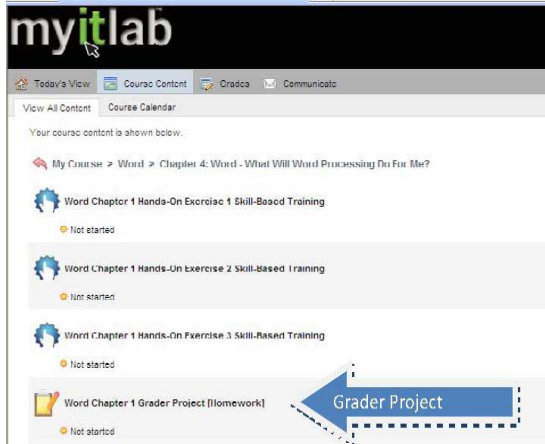 myitlab
Today's View Course Content Grades Communicate
View All Content Course Calendar
Your course content is shown below.
My Course > Word > Chapter 4: Word - What Will Word Processing Do For Me?
Word Chapter 1 Hands-On Exercise 1 Skill-Based Training
Not started
Word Chapter 1 Hands-On Exercise 2 Skill-Based Training
Not started
Word Chapter 1 Hands-On Exercise 3 Skill-Based Training
Not started
Word Chapter 1 Grader Project [Homework]
Grader Project
Not started